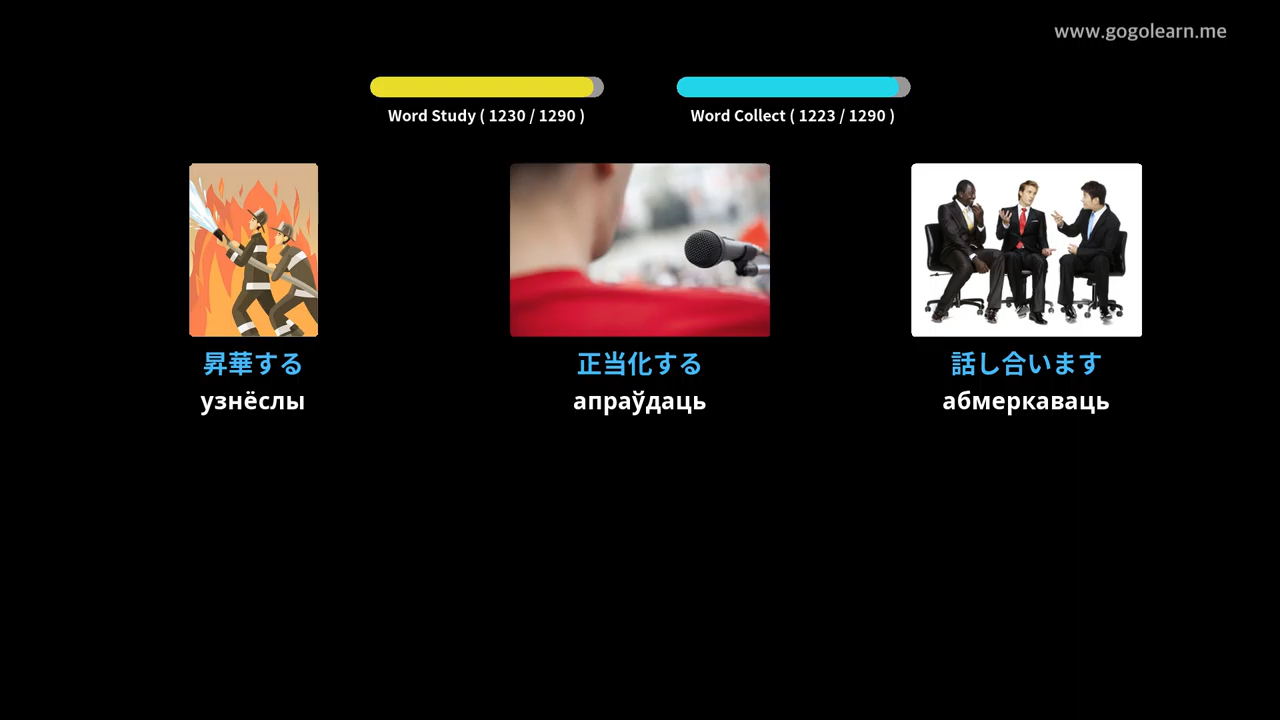 www.gogolearn.me
Word Study ( 1230 / 1290 )
Word Collect ( 1223 / 1290 )
昇華する
узнёслы
正当化する
апраўдаць
話し合います
абмеркаваць